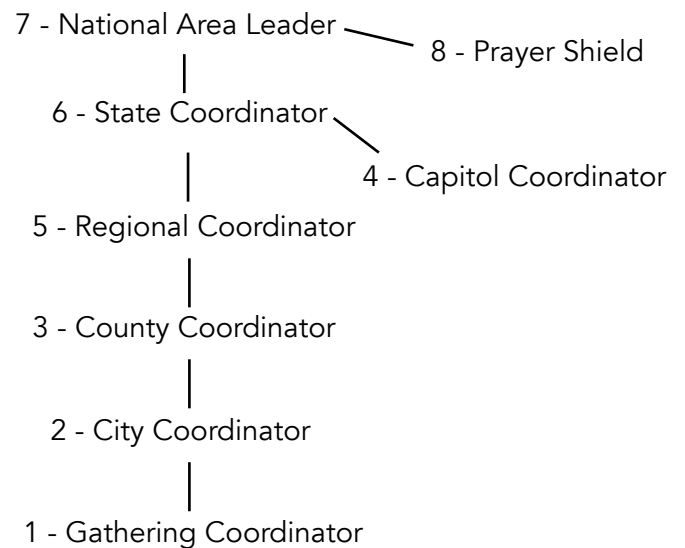 7 - National Area Leader
8 - Prayer Shield
6 - State Coordinator
4 - Capitol Coordinator
5 - Regional Coordinator
3 - County Coordinator
2 - City Coordinator
1 - Gathering Coordinator